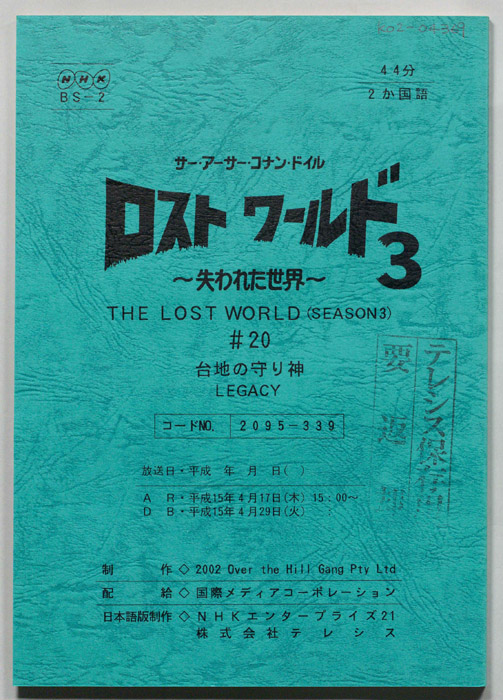 NHK
BS-2
44分
2か国語
サー・アーサー・コナン・ドイル
ロスト ワールド3
〜失われた世界〜
THE LOST WORLD (SEASON3)
#20
台地の守り神
LEGACY
コードNO. 2095-339
放送日・平成 年 月 日( )
A R・平成15年4月17日(木) 15:00〜
D B・平成15年4月29日(火) :
制作◇2002 Over the Hill Gang Pty Ltd
配給◇国際メディアコーポレーション
日本語版制作◇NHKエンタープライズ21
株式会社テレシス
テレシス保存
要返